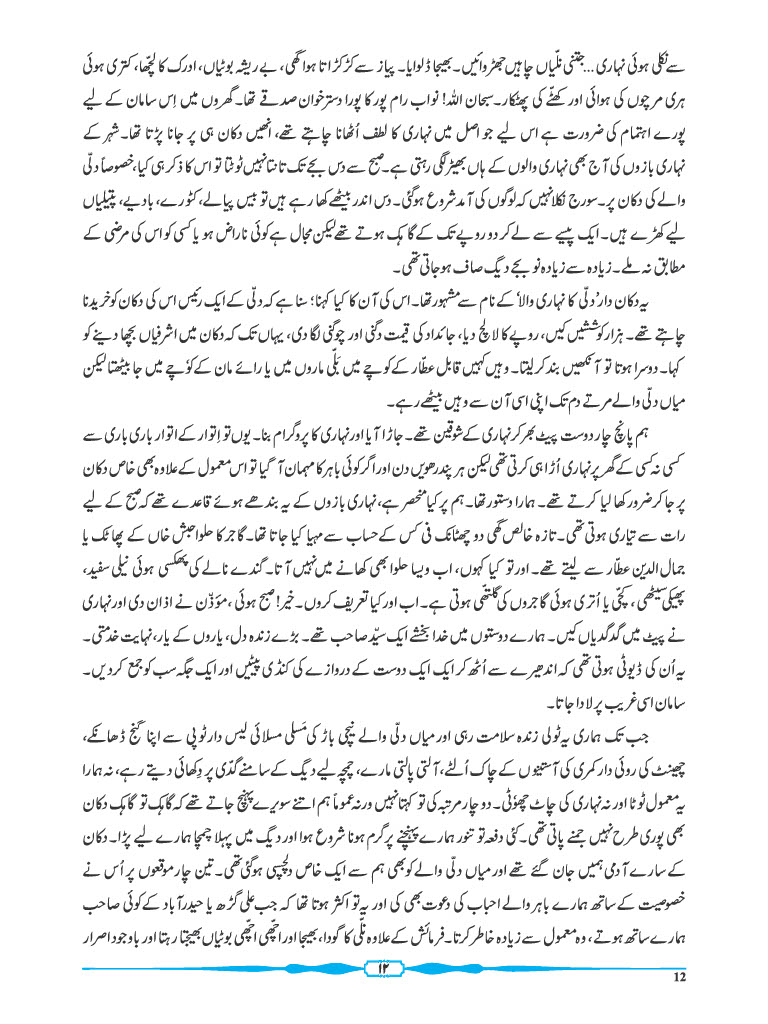 سے نکلی ہوئی نہاری... جتنی نلّیاں چاہیں جھڑوائیں۔ بھیجا ڈلوایا۔ پیاز سے کڑکڑاتا ہوا گھی، بے ریشہ بوٹیاں، ادرک کا لچھّا، کتری ہوئی
ہری مرچوں کی ہوائی اور کھٹّے کی پھٹکار۔ سبحان اللہ! نواب رام پور کا پورا دسترخوان صدقے تھا۔ گھروں میں اِس سامان کے لیے
پورے اہتمام کی ضرورت ہے اس لیے جو اصل میں نہاری کا لطف اُٹھانا چاہتے تھے، انھیں دکان ہی پر جانا پڑتا تھا۔ شہر کے
نہاری بازوں کی آج بھی نہاری والوں کے ہاں بھیڑ لگی رہتی ہے۔ صبح سے دس بجے تک تانتا نہیں ٹوٹتا تو اس کا ذکر ہی کیا، خصوصاً دلّی
والے کی دکان پر۔ سورج نکلا نہیں کہ لوگوں کی آمد شروع ہوگئی۔ دس اندر بیٹھے کھا رہے ہیں تو بیس پیالے، کٹورے، بادیے، پتیلیاں
لیے کھڑے ہیں۔ ایک پیسے سے لے کر دو روپے تک کے گاہک ہوتے تھے لیکن مجال ہے کوئی ناراض ہو یا کسی کو اس کی مرضی کے
مطابق نہ ملے۔ زیادہ سے زیادہ نو بجے دیگ صاف ہوجاتی تھی۔
یہ دکان دار 'دلّی کا نہاری والا' کے نام سے مشہور تھا۔ اس کی آن کا کیا کہنا؛ سنا ہے کہ دلّی کے ایک رئیس اس کی دکان کو خریدنا
چاہتے تھے۔ ہزار کوششیں کیں، روپے کا لالچ دیا، جائداد کی قیمت دگنی اور چوگنی لگا دی، یہاں تک کہ دکان میں اشرفیاں بچھا دینے کو
کہا۔ دوسرا ہوتا تو آنکھیں بند کرلیتا۔ وہیں کہیں قابل عطّار کے کوچے میں بلّی ماروں میں یا رائے مان کے کوچے میں جا بیٹھتا لیکن
میاں دلّی والے مرتے دم تک اپنی اسی آن سے وہیں بیٹھے رہے۔
ہم پانچ چار دوست پیٹ بھر کر نہاری کے شوقین تھے۔ جاڑا آیا اور نہاری کا پروگرام بنا۔ یوں تو اِتوار کے اتوار باری باری سے
کسی نہ کسی کے گھر پر نہاری اُڑا ہی کرتی تھی لیکن ہر پندرھویں دن اور اگر کوئی باہر کا مہمان آگیا تو اس معمول کے علاوہ بھی خاص دکان
پر جا کر ضرور کھا لیا کرتے تھے۔ ہمارا دستور تھا۔ ہم پر کیا منحصر ہے، نہاری بازوں کے یہ بندھے ہوئے قاعدے تھے کہ صبح کے لیے
رات سے تیاری ہوتی تھی۔ تازہ خالص گھی دو چھٹانک فی کس کے حساب سے مہیا کیا جاتا تھا۔ گاجر کا حلوا حبش خاں کے پھاٹک یا
جمال الدین عطّار سے لیتے تھے۔ اور تو کیا کہوں، اب ویسا حلوا بھی کھانے میں نہیں آتا۔ گندے نالے کی پھکسی ہوئی نیلی سفید،
پھیکی سیٹھی، کچّی یا اُتری ہوئی گاجروں کی گلتھی ہوتی ہے۔ اب اور کیا تعریف کروں۔ خیر! صبح ہوئی، مؤذّن نے اذان دی اور نہاری
نے پیٹ میں گدگدیاں کیں۔ ہمارے دوستوں میں خدا بخشے ایک سیّد صاحب تھے۔ بڑے زندہ دل، یاروں کے یار، نہایت خدمتی۔
یہ اُن کی ڈیوٹی ہوتی تھی کہ اندھیرے سے اُٹھ کر ایک ایک دوست کے دروازے کی کنڈی پیٹیں اور ایک جگہ سب کو جمع کردیں۔
سامان اسی غریب پر لادا جاتا۔
جب تک ہماری یہ ٹولی زندہ سلامت رہی اور میاں دلّی والے نیچی باڑ کی مَسلی مسلائی لیس دار ٹوپی سے اپنا گنج ڈھانکے،
چھینٹ کی روئی دار کمری کی آستینوں کے چاک اُلٹے، آلتی پالتی مارے، چمچہ لیے دیگ کے سامنے گدّی پر دِکھائی دیتے رہے، نہ ہمارا
یہ معمول ٹوٹا اور نہ نہاری کی چاٹ چھوٹی۔ دو چار مرتبہ کی تو کہتا نہیں ورنہ عموماً ہم اتنے سویرے پہنچ جاتے تھے کہ گاہک تو گاہک دکان
بھی پوری طرح نہیں جمنے پاتی تھی۔ کئی دفعہ تو تنور ہمارے پہنچنے پر گرم ہونا شروع ہوا اور دیگ میں پہلا چمچا ہمارے لیے پڑا۔ دکان
کے سارے آدمی ہمیں جان گئے تھے اور میاں دلّی والے کو بھی ہم سے ایک خاص دلچسپی ہوگئی تھی۔ تین چار موقعوں پر اُس نے
خصوصیت کے ساتھ ہمارے باہر والے احباب کی دعوت بھی کی اور یہ تو اکثر ہوتا تھا کہ جب علی گڑھ یا حیدرآباد کے کوئی صاحب
ہمارے ساتھ ہوتے، وہ معمول سے زیادہ خاطر کرتا۔ فرمائش کے علاوہ نلّی کا گودا، بھیجا اور اچھّی اچھّی بوٹیاں بھیجتا رہتا اور باوجود اصرار
۱۲
12